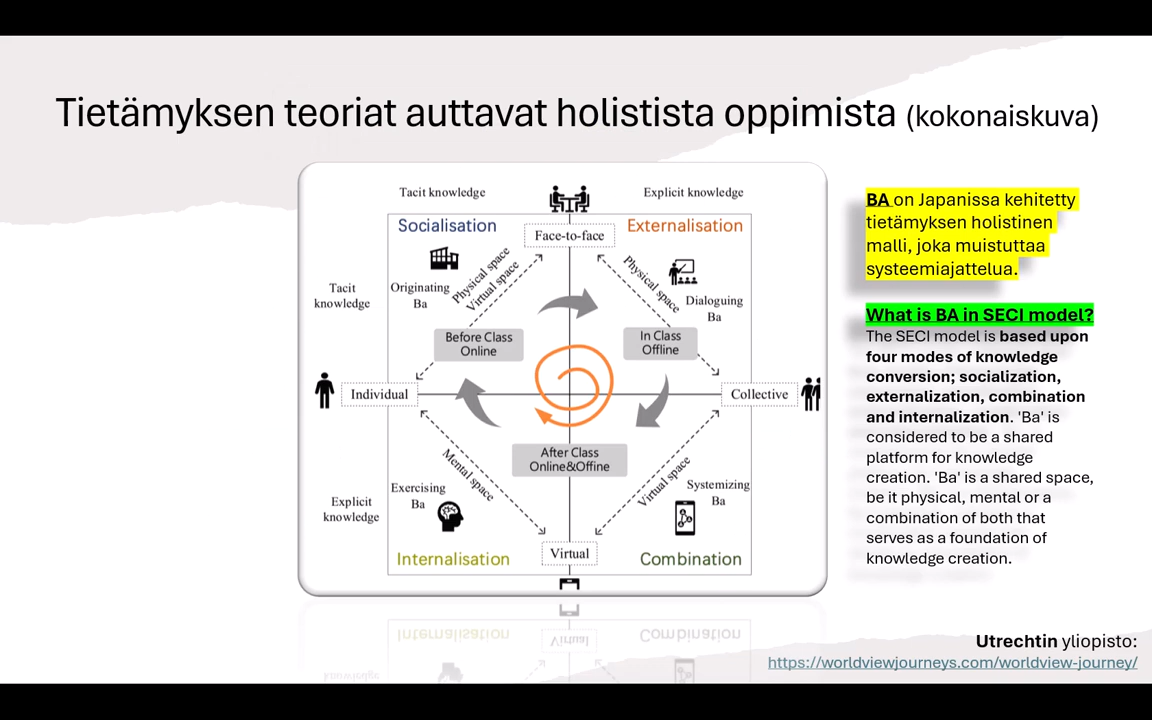 Tietämyksen teoriat auttavat holistista oppimista (kokonaiskuva)
Tacit knowledge
Explicit knowledge
Socialisation
Face-to-face
Externalisation
Physical space
Virtual space
Physical space
Tacit
knowledge
Originating
Ba
Dialoguing
Ba
Before Class
Online
In Class
Offline
Individual
Collective
After Class
Online&Offine
Mental space
Virtual space
Explicit
knowledge
Exercising
Ba
Systemizing
Ba
Internalisation
Virtual
Combination
BA on Japanissa kehitetty
tietämyksen holistinen
malli, joka muistuttaa
systeemiajattelua.
What is BA in SECI model?
The SECI model is based upon
four modes of knowledge
conversion; socialization,
externalization, combination
and internalization. 'Ba' is
considered to be a shared
platform for knowledge
creation. 'Ba' is a shared space,
be it physical, mental or a
combination of both that
serves as a foundation of
knowledge creation.
Utrechtin yliopisto:
https://worldviewjourneys.com/worldview-journey/